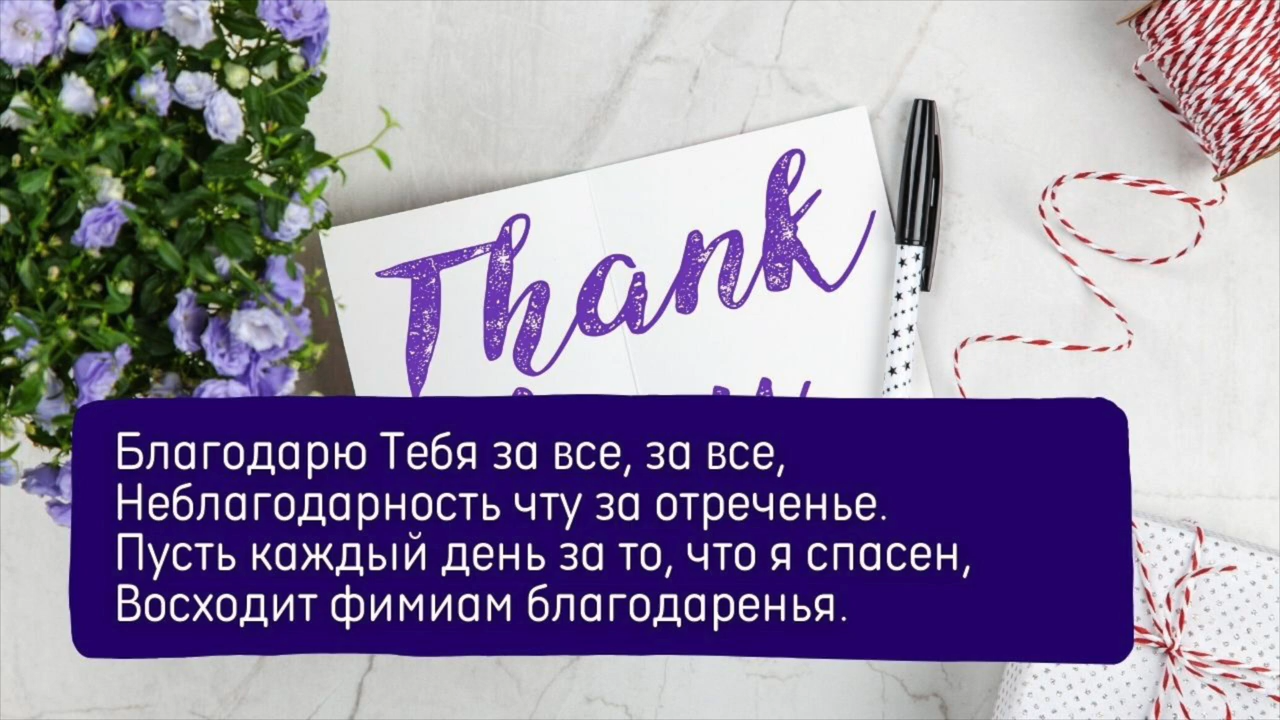 Thank
Благодарю Тебя за все, за все,
Неблагодарность чту за отреченье.
Пусть каждый день за то, что я спасен,
Восходит фимиам благодаренья.